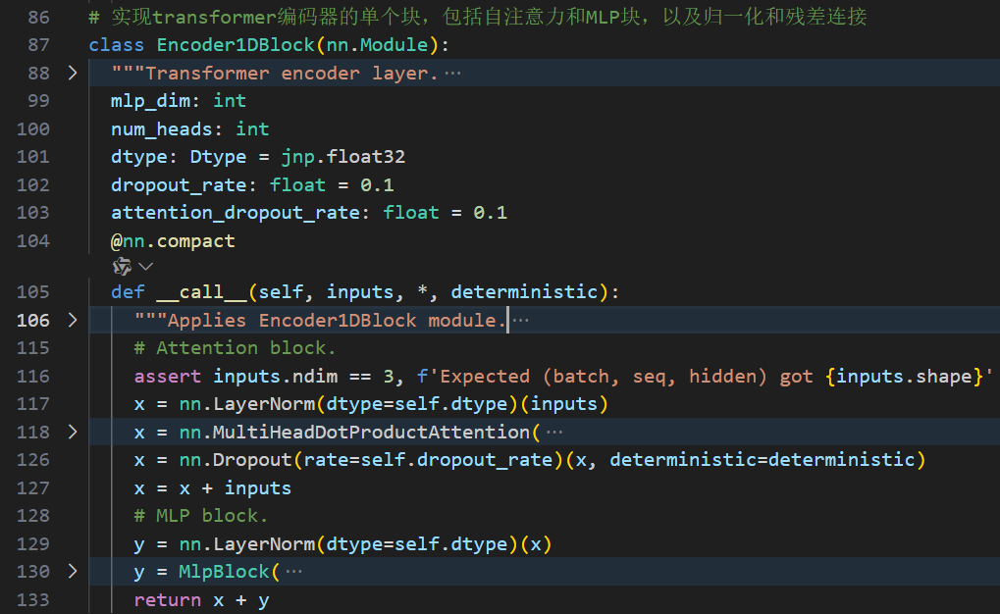 86 # 实现transformer编码器的单个块，包括自注意力和MLP块，以及归一化和残差连接
87 class Encoder1DBlock(nn.Module):
88 """Transformer encoder layer. ···
99 mlp_dim: int
100 num_heads: int
101 dtype: Dtype = jnp.float32
102 dropout_rate: float = 0.1
103 attention_dropout_rate: float = 0.1
104 @nn.compact
105 def __call__(self, inputs, *, deterministic):
106 """Applies Encoder1DBlock module. ···
115 # Attention block.
116 assert inputs.ndim == 3, f'Expected (batch, seq, hidden) got {inputs.shape}'
117 x = nn.LayerNorm(dtype=self.dtype)(inputs)
118 x = nn.MultiHeadDotProductAttention( ···
126 x = nn.Dropout(rate=self.dropout_rate)(x, deterministic=deterministic)
127 x = x + inputs
128 # MLP block.
129 y = nn.LayerNorm(dtype=self.dtype)(x)
130 y = MlpBlock( ···
133 return x + y